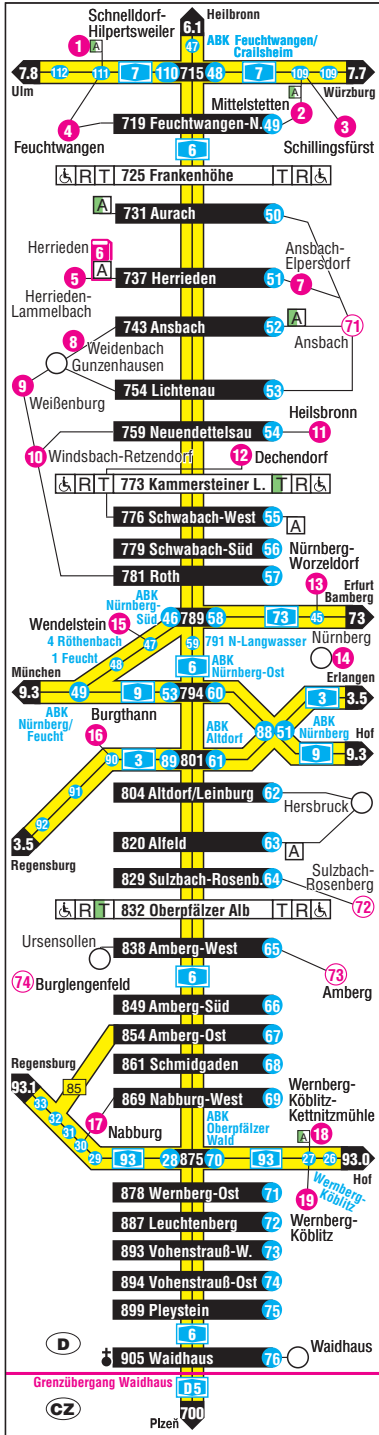 Schnelldorf-
Hilpertsweiler
Heilbronn
6.1
1
A
47
ABK Feuchtwangen/
Crailsheim
7.8
112
111
7
110
715
48
7
109
109
7.7
Ulm
Würzburg
A
Mittelstetten
2
3
4
719 Feuchtwangen-N.
49
Feuchtwangen
Schillingsfürst
6
R T
725 Frankenhöhe
T R
A
731 Aurach
50
Herrieden
6
A
Ansbach-
Elpersdorf
5
737 Herrieden
51
7
Herrieden-
Lammelbach
A
743 Ansbach
52
71
8
Weidenbach
Ansbach
Gunzenhausen
9
754 Lichtenau
53
Weißenburg
Heilsbronn
759 Neuendettelsau
54
11
10
Windsbach-Retzendorf
12
Dechendorf
R T
773 Kammersteiner L.
T R
776 Schwabach-West
55
A
779 Schwabach-Süd
56
Nürnberg-
Worzeldorf
781 Roth
57
13
ABK
Nürnberg-
Süd
Erfurt
Bamberg
Wendelstein
15
46
789
58
73
45
73
4 Röthenbach
47
59
791 N-Langwasser
Nürnberg
1 Feucht
48
6
ABK
Nürnberg-Ost
14
München
Erlangen
9.3
49
9
53
794
60
3
3.5
ABK
Nürnberg/
Feucht
Burgthann
ABK
Altdorf
88
51
ABK
Nürnberg
Hof
16
90
3
89
801
61
9
9.3
91
804 Altdorf/Leinburg
62
Hersbruck
92
3.5
820 Alfeld
63
A
Regensburg
829 Sulzbach-Rosenb.
64
Sulzbach-
Rosenberg
72
R T
832 Oberpfälzer Alb
T R
Ursensollen
838 Amberg-West
65
73
74
Burglengenfeld
6
Amberg
849 Amberg-Süd
66
854 Amberg-Ost
67
Regensburg
85
861 Schmidgaden
68
93.1
33
869 Nabburg-West
69
Wernberg-
Köblitz-
Kettnitzmühle
32
17
Nabburg
ABK
Oberpfälzer
Wald
31
A
18
30
29
93
28
875
70
93
27
26
93.0
Wernberg-
Köblitz
Hof
878 Wernberg-Ost
71
19
Wernberg-
Köblitz
887 Leuchtenberg
72
893 Vohenstrauß-W.
73
894 Vohenstrauß-Ost
74
899 Pleystein
75
6
D
905 Waidhaus
76
Waidhaus
Grenzübergang Waidhaus
D5
CZ
Plzeň
700